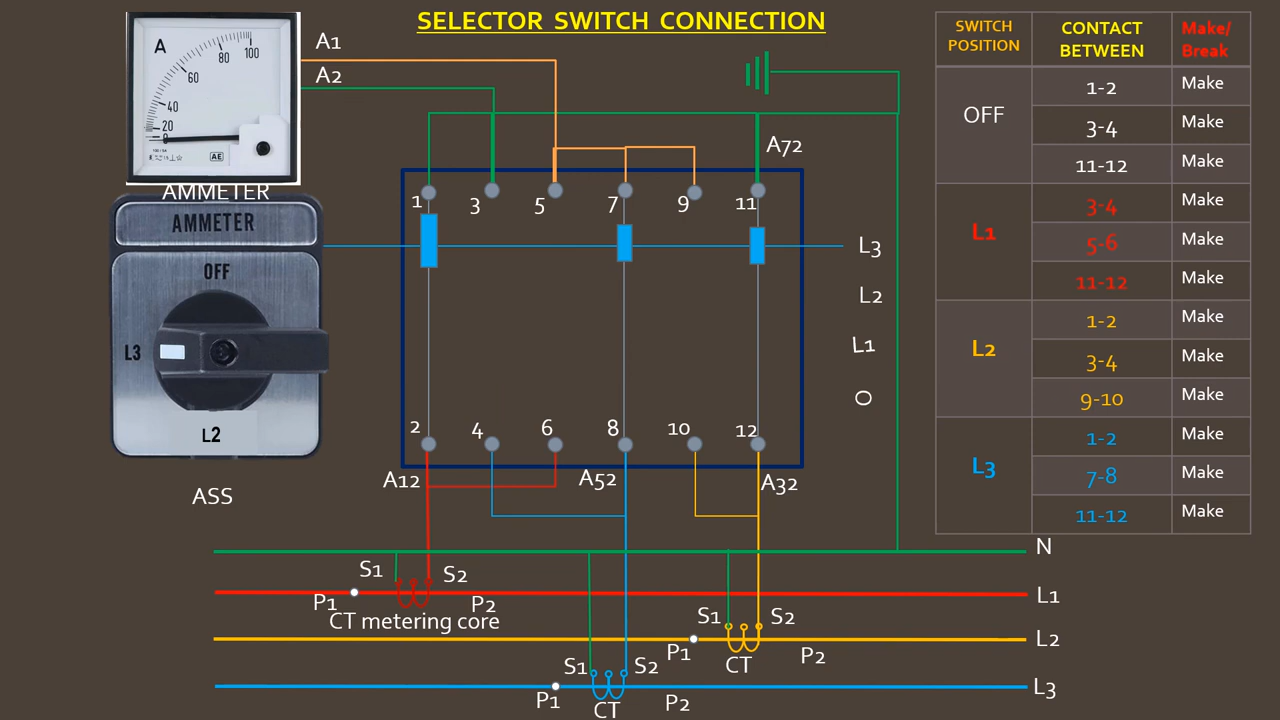 SELECTOR SWITCH CONNECTION
A
100
80
60
40
20
0
AE
AMMETER
A1
A2
AMMETER
OFF
L3
L2
ASS
A72
1
3
5
7
9
11
L3
L2
L1
O
2
4
6
8
10
12
A12
A52
A32
N
S1
S2
P1
P2
L1
CT metering core
S1
S2
L2
P1
CT
P2
S1
S2
L3
P1
CT
P2
SWITCH POSITION CONTACT BETWEEN Make/ Break
OFF
1-2 Make
3-4 Make
11-12 Make
L1
3-4 Make
5-6 Make
11-12 Make
L2
1-2 Make
3-4 Make
9-10 Make
L3
1-2 Make
7-8 Make
11-12 Make